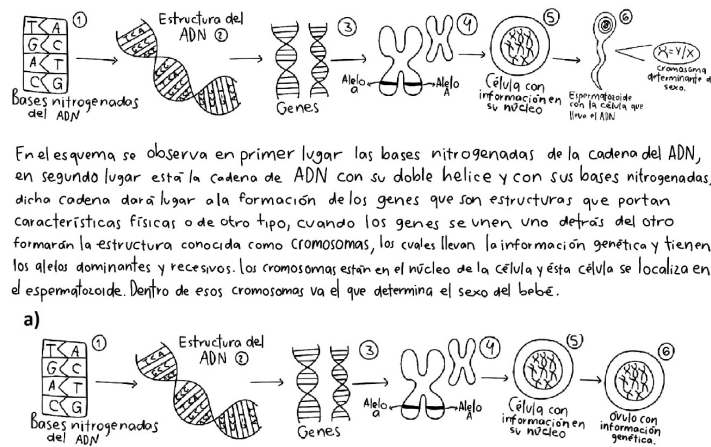 T A
G C
A T
C G
①
Bases nitrogenadas
del ADN
Estructura del
ADN ②
③
Genes
④
Alelo
a
Alelo
A
⑤
Célula con
información en
su núcleo
⑥
X=Y/X
cromosoma
determinante d
sexo.
Espermatozoide
con la célula que
lleva el ADN
En el esquema se observa en primer lugar las bases nitrogenadas de la cadena del ADN,
en segundo lugar está la cadena de ADN con su doble helice y con sus bases nitrogenadas,
dicha cadena dará lugar a la formación de los genes que son estructuras que portan
características físicas o de otro tipo, cuando los genes se unen uno detrás del otro
formarán la estructura conocida como cromosomas, los cuales llevan la información genética y tienen
los alelos dominantes y recesivos. Los cromosomas están en el núcleo de la célula y ésta célula se localiza en
el espermatozoide. Dentro de esos cromosomas va el que determina el sexo del bebé.
a)
T A
G C
A T
C G
①
Bases nitrogenadas
del ADN
Estructura del
ADN ②
③
Genes
④
Alelo
a
Alelo
A
⑤
Célula con
información en
su núcleo
⑥
Óvulo con
información
genética.